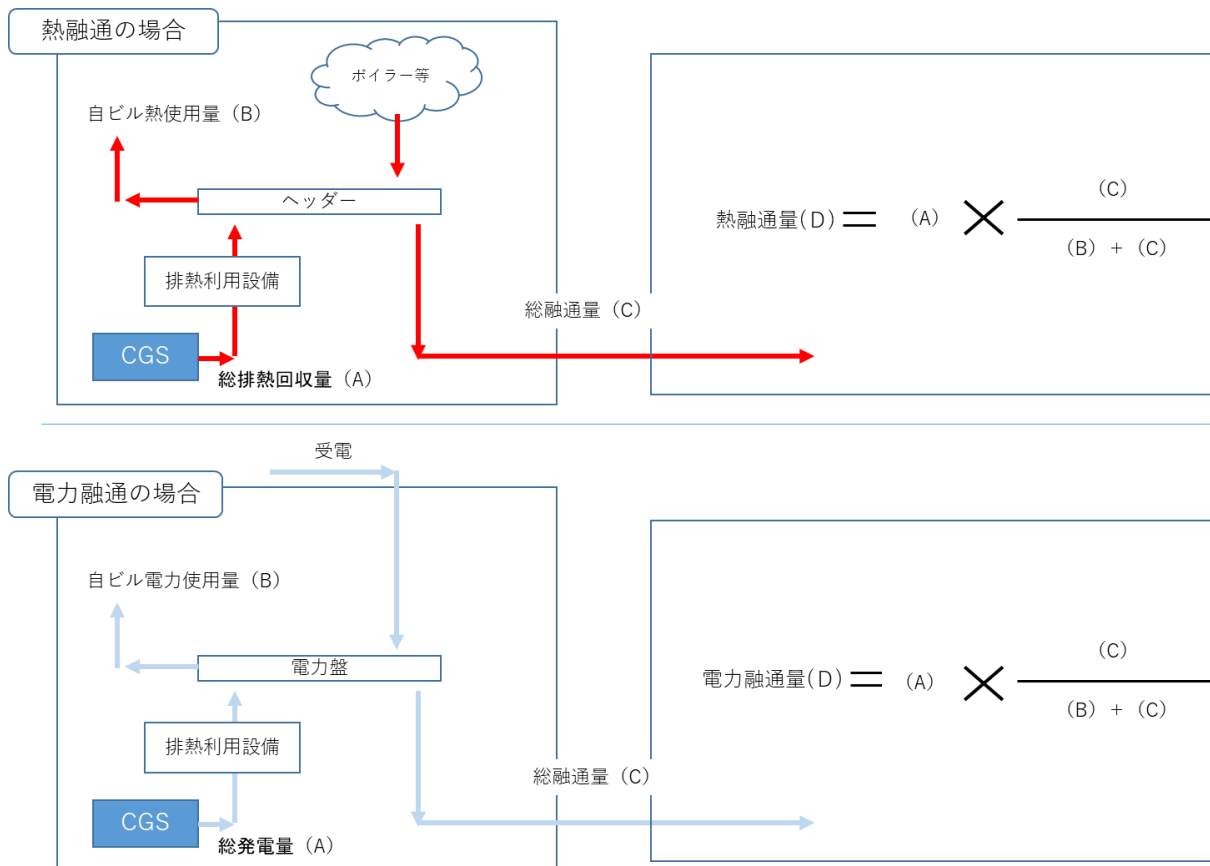 熱融通の場合
ボイラー等
自ビル熱使用量（B）
ヘッダー
排熱利用設備
CGS
総排熱回収量（A）
総融通量（C）
熱融通量(D)＝（A）×（C）
（B）+（C）
受電
電力融通の場合
自ビル電力使用量（B）
電力盤
排熱利用設備
CGS
総発電量（A）
総融通量（C）
電力融通量(D)＝（A）×（C）
（B）+（C）